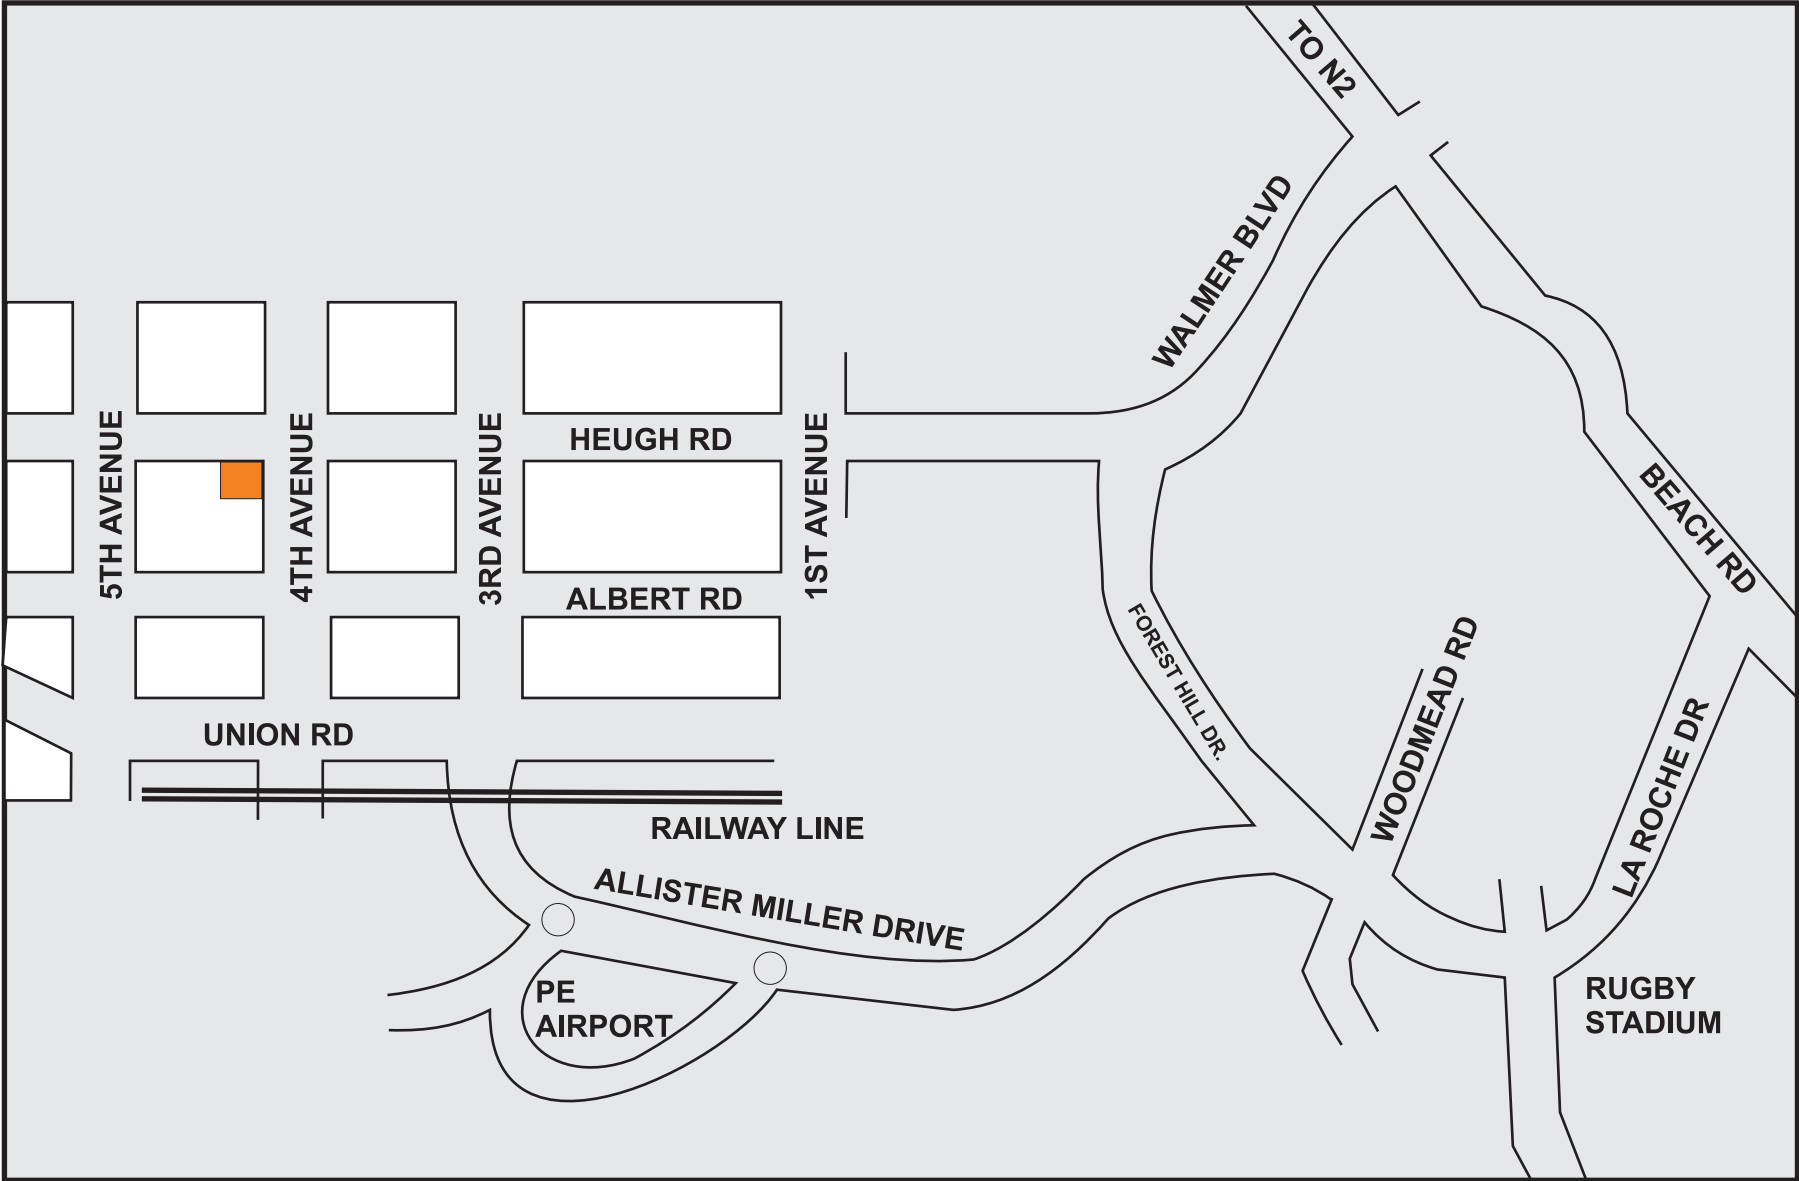 TO N2
WALMER BLVD
HEUGH RD
5TH AVENUE
4TH AVENUE
3RD AVENUE
1ST AVENUE
BEACH RD
ALBERT RD
FOREST HILL DR.
WOODMEAD RD
LA ROCHE DR
UNION RD
RAILWAY LINE
ALLISTER MILLER DRIVE
PE
AIRPORT
RUGBY
STADIUM